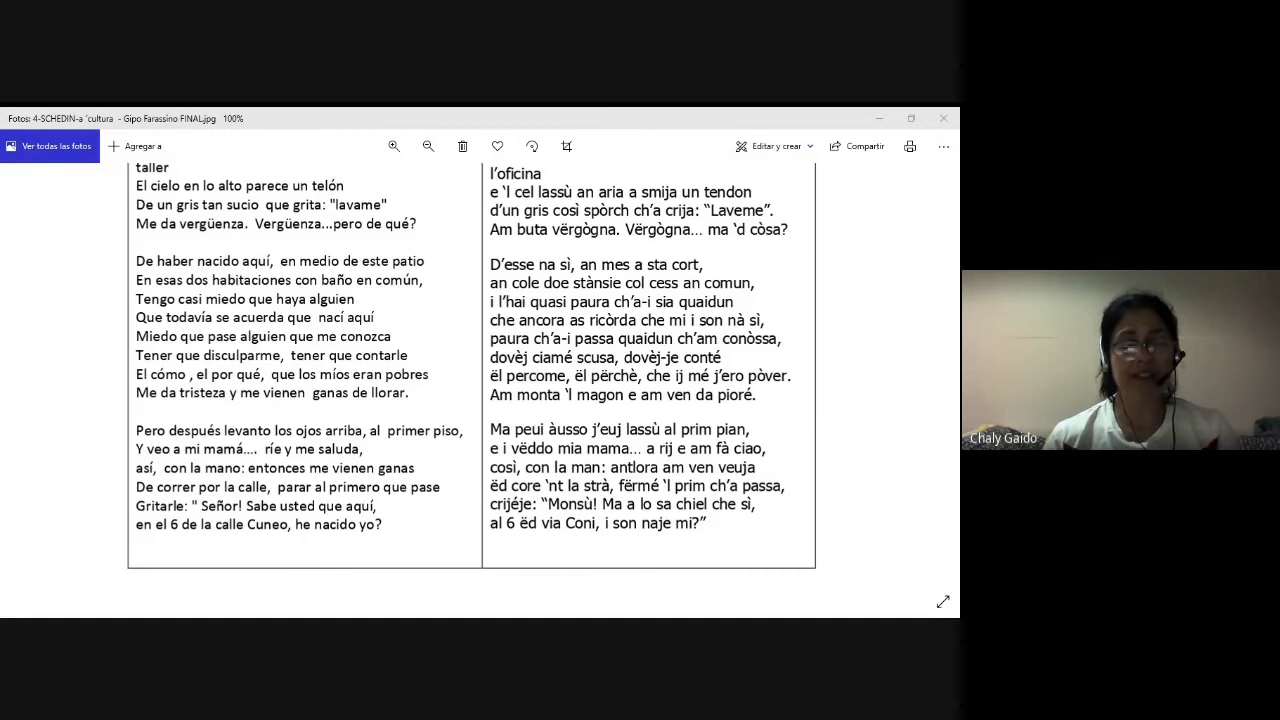 Fotos: 4-SCHEDIN-a 'cultura - Gipo Farassino FINAL.jpg 100%
Ver todas las fotos
Agregar a
Editar y crear
Compartir
taller
El cielo en lo alto parece un telón
De un gris tan sucio que grita: "lavame"
Me da vergüenza. Vergüenza...pero de qué?
De haber nacido aquí, en medio de este patio
En esas dos habitaciones con baño en común,
Tengo casi miedo que haya alguien
Que todavía se acuerda que nací aquí
Miedo que pase alguien que me conozca
Tener que disculparme, tener que contarle
El cómo , el por qué, que los míos eran pobres
Me da tristeza y me vienen ganas de llorar.
Pero después levanto los ojos arriba, al primer piso,
Y veo a mi mamá.... ríe y me saluda,
así, con la mano: entonces me vienen ganas
De correr por la calle, parar al primero que pase
Gritarle: " Señor! Sabe usted que aquí,
en el 6 de la calle Cuneo, he nacido yo?
l'oficina
e 'l cel lassù an aria a smija un tendon
d'un gris così spòrch ch'a crija: “Laveme”.
Am buta vërgògna. Vërgògna… ma 'd còsa?
D'esse na sì, an mes a sta cort,
an cole doe stànsie col cess an comun,
i l'hai quasi paura ch'a-i sia quaidun
che ancora as ricòrda che mi i son nà sì,
paura ch'a-i passa quaidun ch'am conòssa,
dovèj ciamé scusa, dovèj-je conté
ël percome, ël përchè, che ij mé j'ero pòver.
Am monta 'l magon e am ven da pioré.
Ma peui àusso j'euj lassù al prim pian,
e i vëddo mia mama… a rij e am fà ciao,
così, con la man: antlora am ven veuja
ëd core 'nt la strà, fërmé 'l prim ch'a passa,
crijéje: “Monsù! Ma a lo sa chiel che sì,
al 6 ëd via Coni, i son naje mi?”
Chaly Gaido